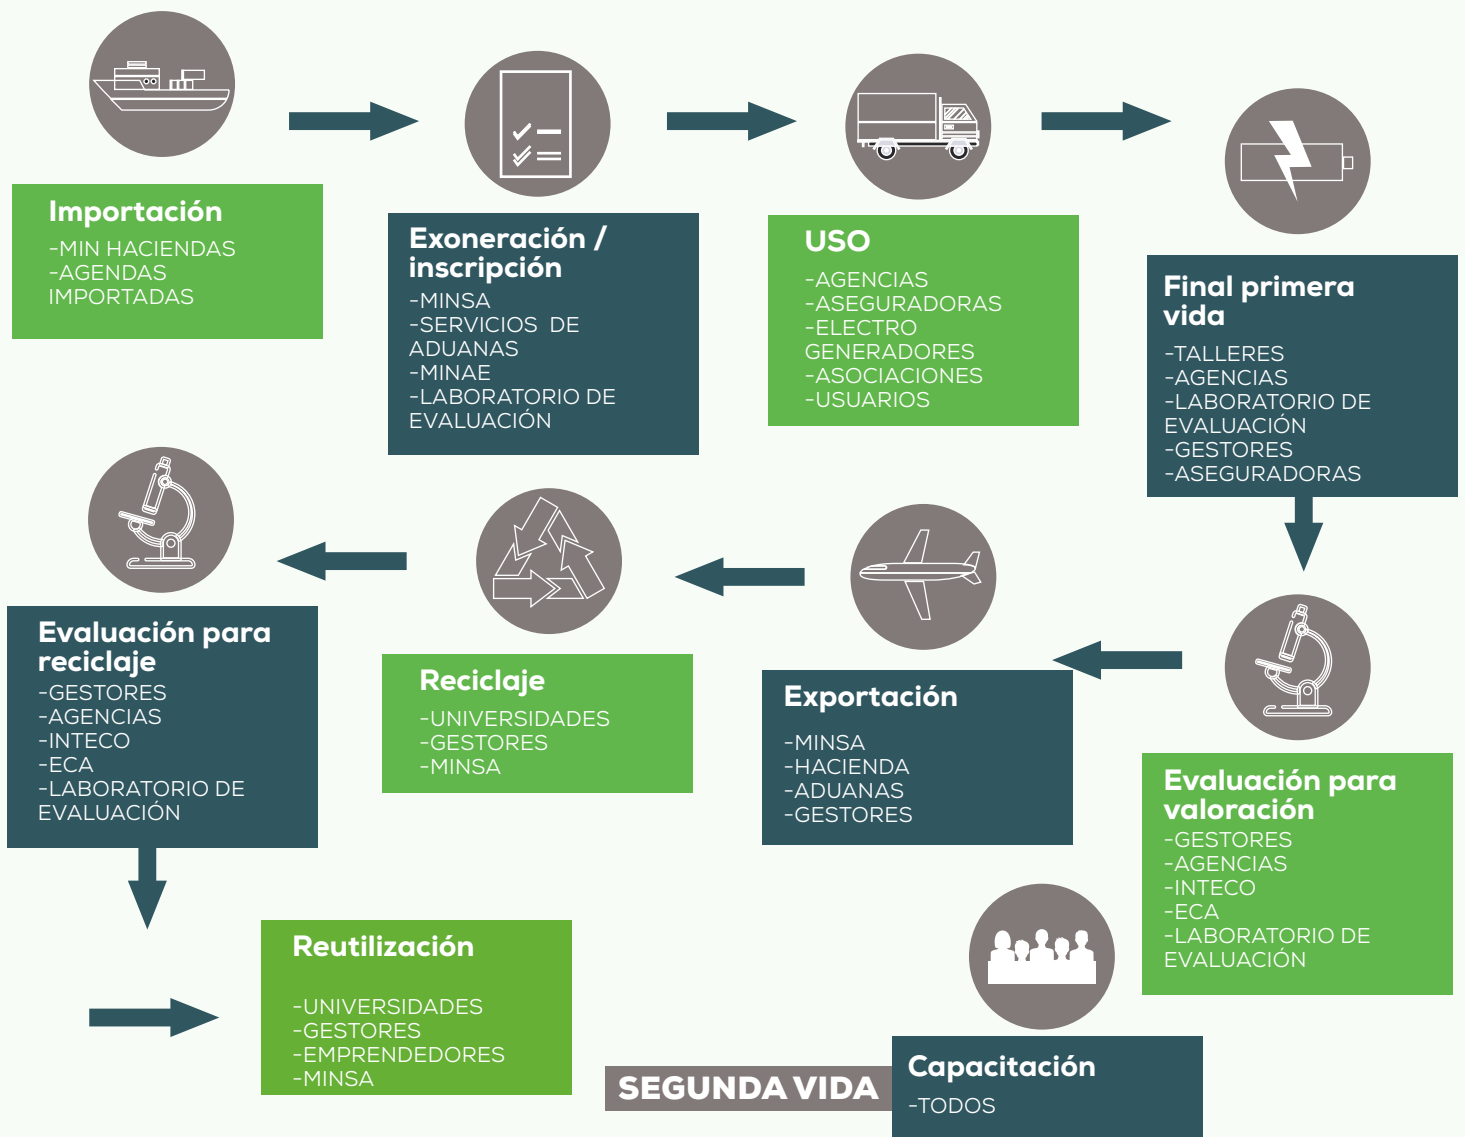 Importación
-MIN HACIENDAS
-AGENDAS
IMPORTADAS
Exoneración /
inscripción
-MINSA
-SERVICIOS DE
ADUANAS
-MINAE
-LABORATORIO DE
EVALUACIÓN
USO
-AGENCIAS
-ASEGURADORAS
-ELECTRO
GENERADORES
-ASOCIACIONES
-USUARIOS
Final primera
vida
-TALLERES
-AGENCIAS
-LABORATORIO DE
EVALUACIÓN
-GESTORES
-ASEGURADORAS
Evaluación para
valoración
-GESTORES
-AGENCIAS
-INTECO
-ECA
-LABORATORIO DE
EVALUACIÓN
Exportación
-MINSA
-HACIENDA
-ADUANAS
-GESTORES
Reciclaje
-UNIVERSIDADES
-GESTORES
-MINSA
Evaluación para
reciclaje
-GESTORES
-AGENCIAS
-INTECO
-ECA
-LABORATORIO DE
EVALUACIÓN
Reutilización
-UNIVERSIDADES
-GESTORES
-EMPRENDEDORES
-MINSA
SEGUNDA VIDA
Capacitación
-TODOS